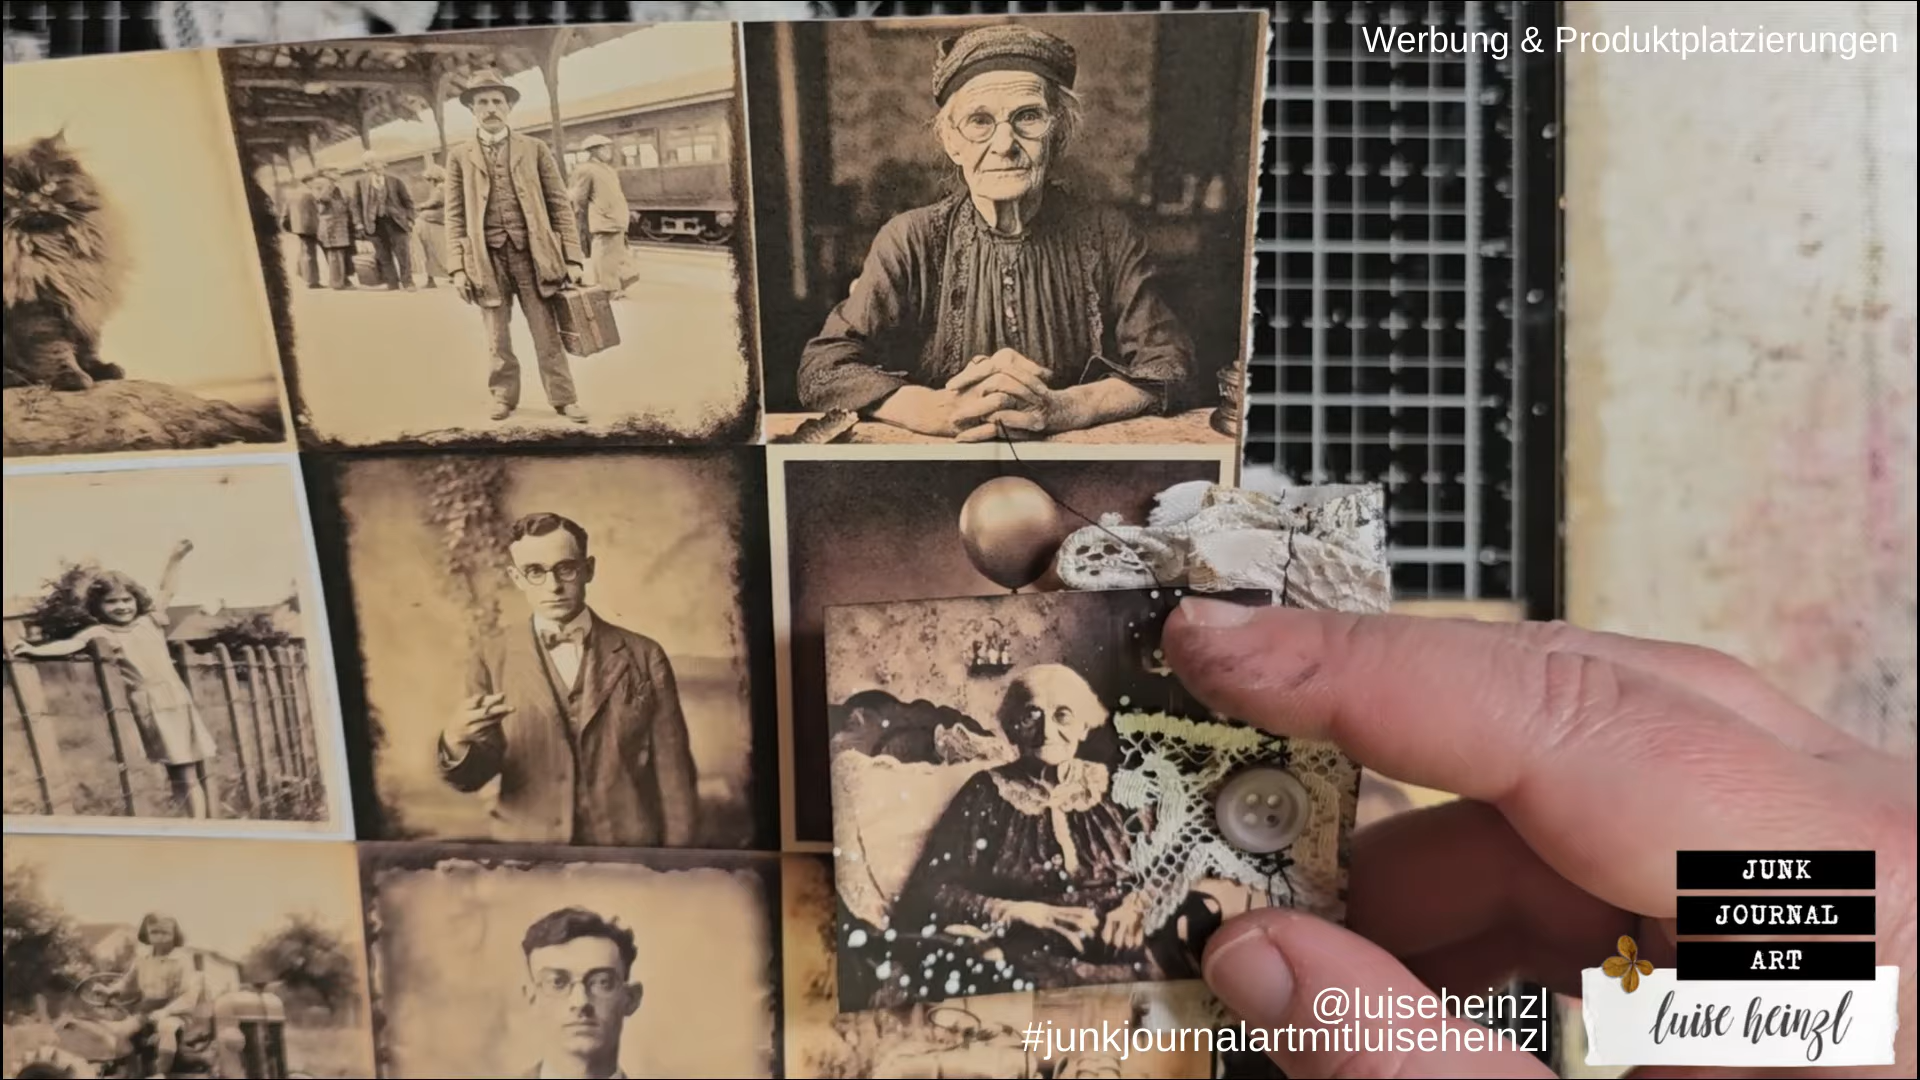 Werbung & Produktplatzierungen
JUNK
JOURNAL
ART
luise heinzl
@luiseheinzl
#junkjournalartmitluiseheinzl